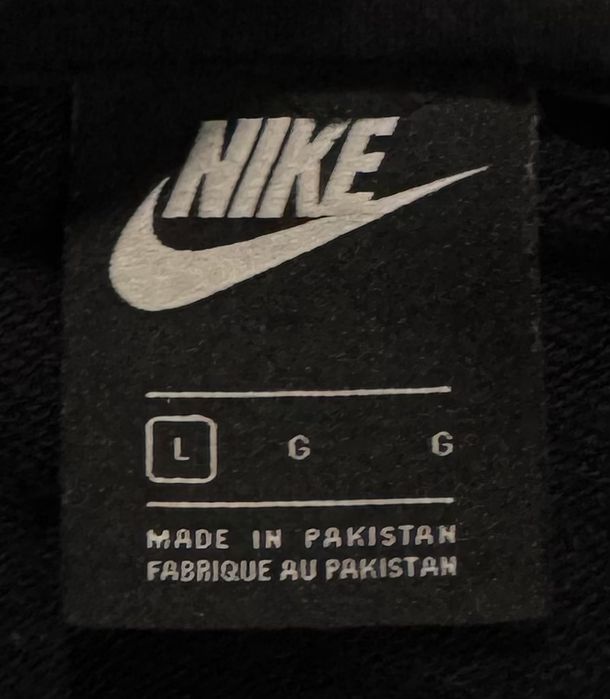 NIKE
L G G
MADE IN PAKISTAN
FABRIQUE AU PAKISTAN